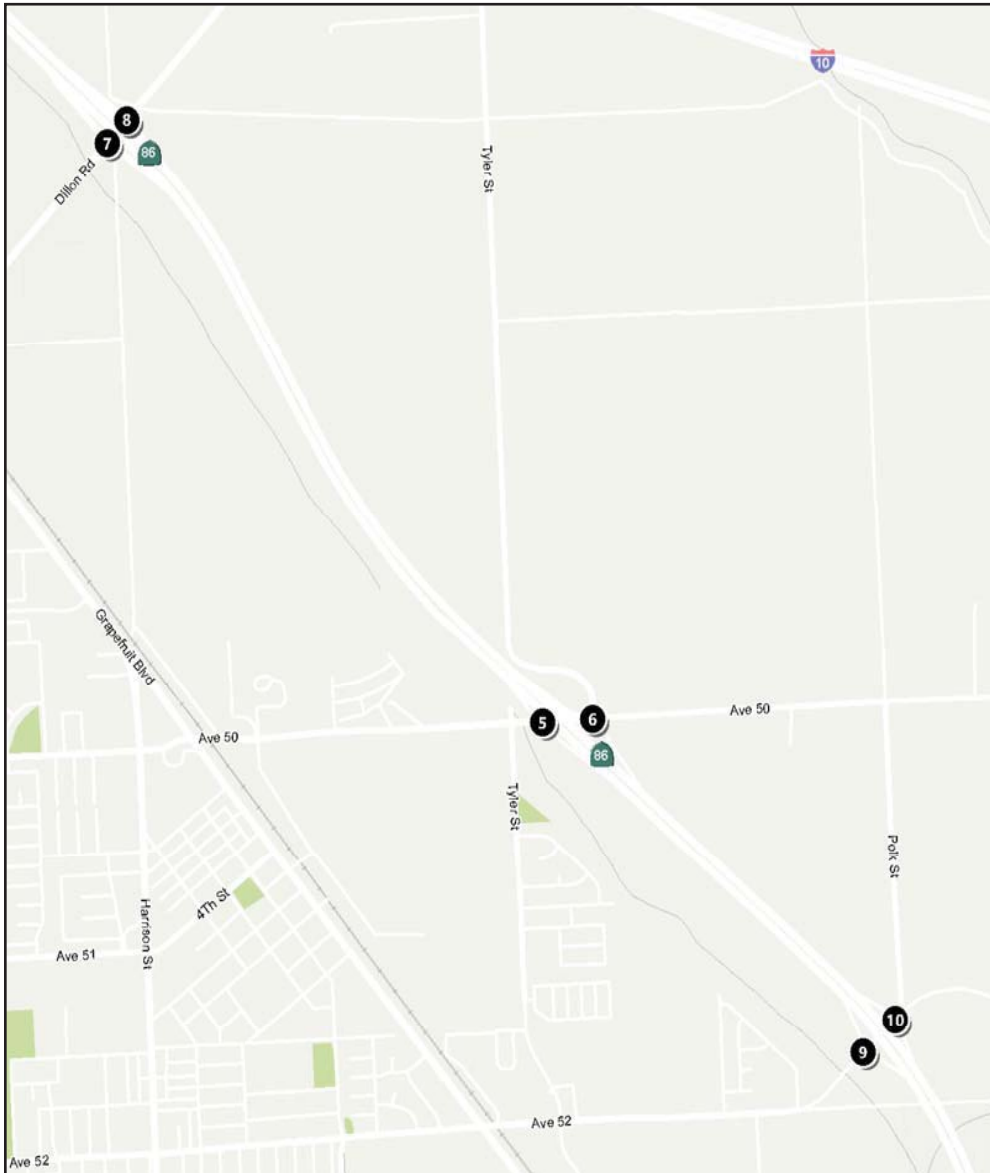 10
8
7
86
Dillon Rd
Tyler St
Grapefruit Blvd
Ave 50
5
6
Ave 50
86
Tyler St
Polk St
4Th St
Harrison St
Ave 51
10
9
Ave 52
Ave 52